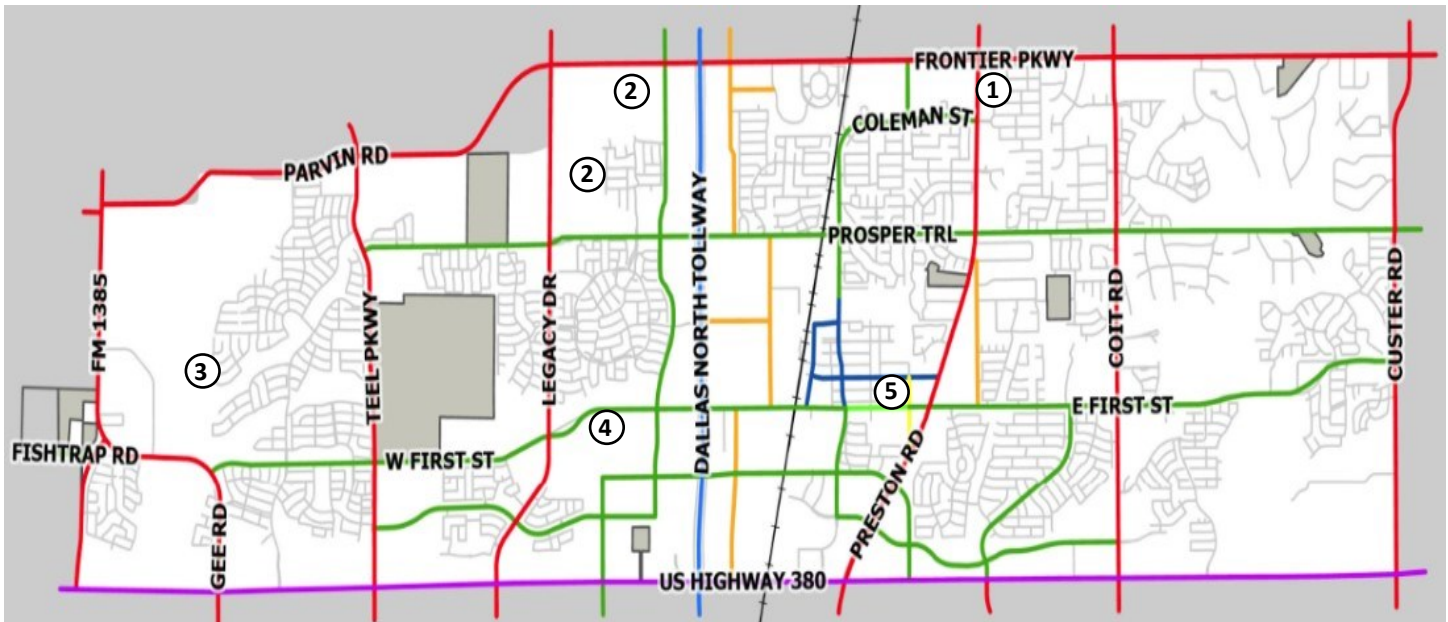 FRONTIER PKWY
1
2
COLEMAN ST
PARVIN RD
2
PROSPER TRL
FM 1385
TEEL PKWY
LEGACY DR
DALLAS NORTH TOLLWAY
COIT RD
CUSTER RD
3
5
E FIRST ST
4
FISHTRAP RD
W FIRST ST
PRESTON RD
GEE RD
US HIGHWAY 380